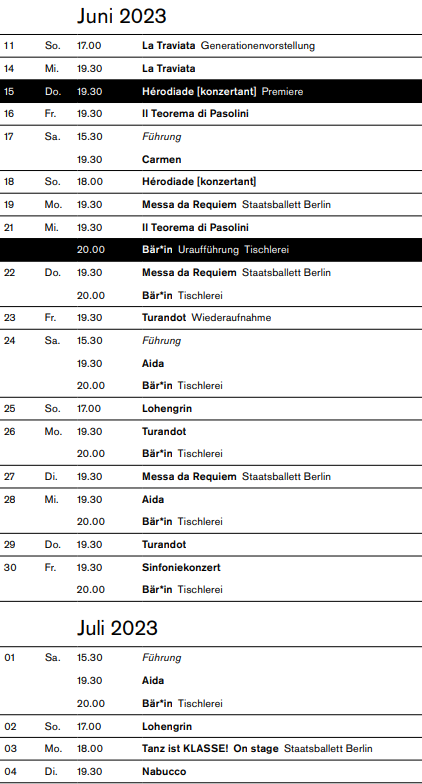 Juni 2023
11 So. 17.00 La Traviata Generationenvorstellung
14 Mi. 19.30 La Traviata
15 Do. 19.30 Hérodiade [konzertant] Premiere
16 Fr. 19.30 Il Teorema di Pasolini
17 Sa. 15.30 Führung
19.30 Carmen
18 So. 18.00 Hérodiade [konzertant]
19 Mo. 19.30 Messa da Requiem Staatsballett Berlin
21 Mi. 19.30 Il Teorema di Pasolini
20.00 Bär*in Uraufführung Tischlerei
22 Do. 19.30 Messa da Requiem Staatsballett Berlin
20.00 Bär*in Tischlerei
23 Fr. 19.30 Turandot Wiederaufnahme
24 Sa. 15.30 Führung
19.30 Aida
20.00 Bär*in Tischlerei
25 So. 17.00 Lohengrin
26 Mo. 19.30 Turandot
20.00 Bär*in Tischlerei
27 Di. 19.30 Messa da Requiem Staatsballett Berlin
28 Mi. 19.30 Aida
20.00 Bär*in Tischlerei
29 Do. 19.30 Turandot
30 Fr. 19.30 Sinfoniekonzert
20.00 Bär*in Tischlerei
Juli 2023
01 Sa. 15.30 Führung
19.30 Aida
20.00 Bär*in Tischlerei
02 So. 17.00 Lohengrin
03 Mo. 18.00 Tanz ist KLASSE! On stage Staatsballett Berlin
04 Di. 19.30 Nabucco